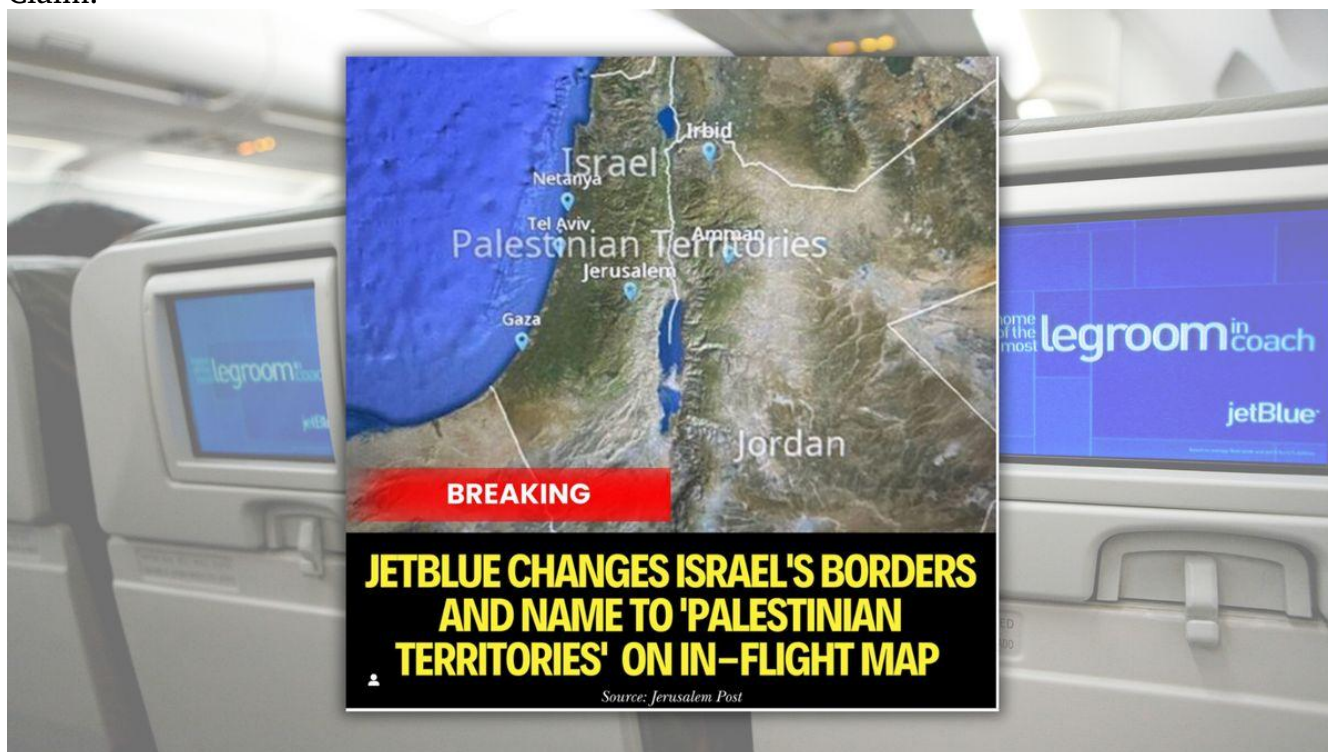 Claim:
Irbid
Israel
Netanya
Tel Aviv
Amman
Palestinian Territories
Jerusalem
Gaza
Jordan
BREAKING
JETBLUE CHANGES ISRAEL'S BORDERS
AND NAME TO 'PALESTINIAN
TERRITORIES' ON IN-FLIGHT MAP
Source: Jerusalem Post
legroom
home
of the
most legroom in coach
jetBlue